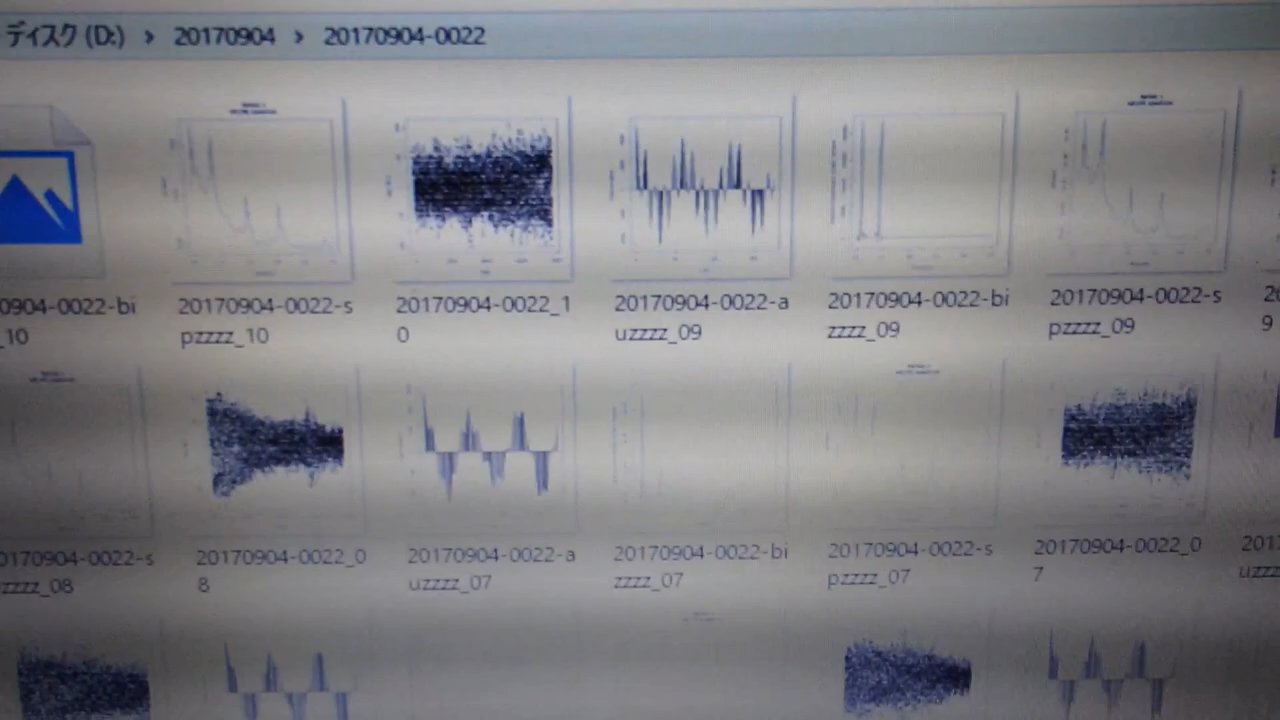 ディスク (D:) › 20170904 › 20170904-0022
0904-0022-bi
_10
20170904-0022-s
pzzzz_10
20170904-0022_1
0
20170904-0022-a
uzzzz_09
20170904-0022-bi
zzzz_09
20170904-0022-s
pzzzz_09
9
0170904-0022-s
zzzz_08
20170904-0022_0
8
20170904-0022-a
uzzzz_07
20170904-0022-bi
zzzz_07
20170904-0022-s
pzzzz_07
20170904-0022_0
7
201
uzzz